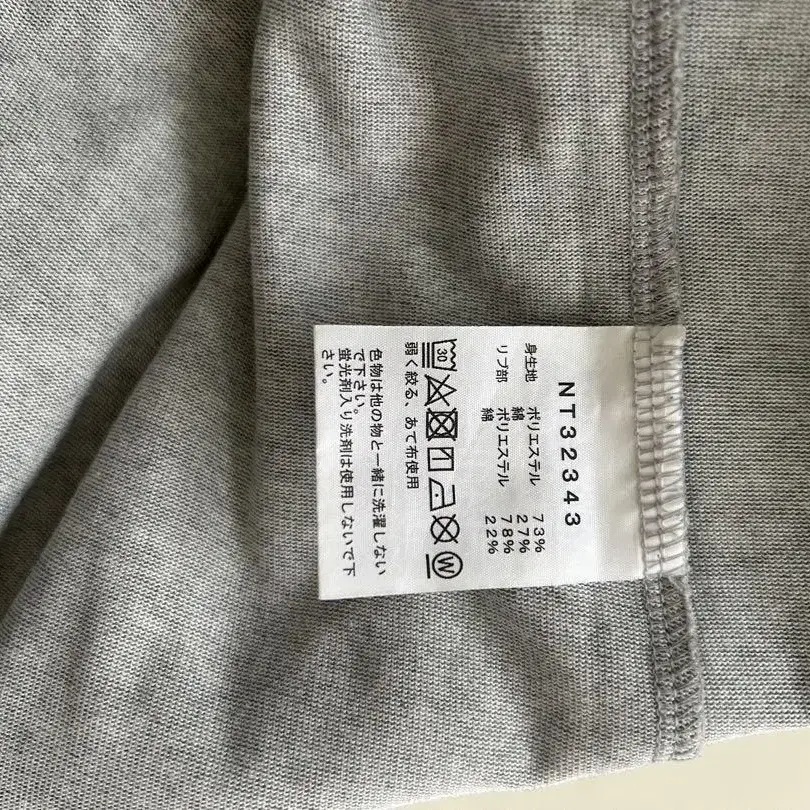 NT32343
身生地 ポリエステル 73%
綿 27%
リブ部 ポリエステル 78%
綿 22%
30 W
弱く絞る、あて布使用
色物は他の物と一緒に洗濯しない
で下さい。
蛍光剤入り洗剤は使用しないで下
さい。